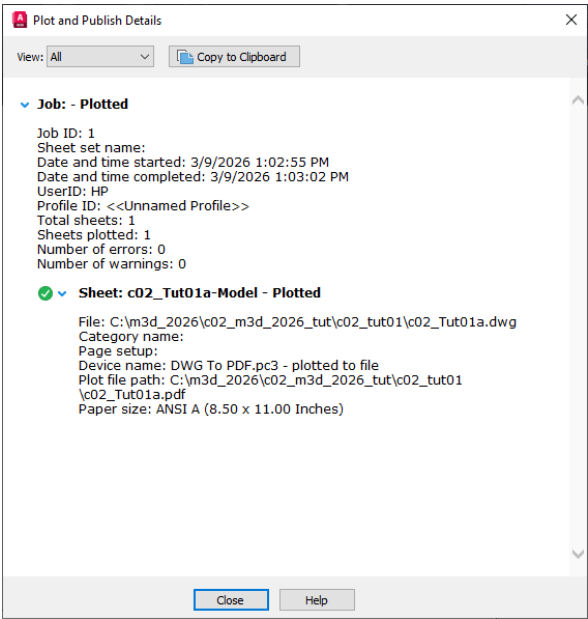 Plot and Publish Details
View: All
Copy to Clipboard
Job: - Plotted
Job ID: 1
Sheet set name:
Date and time started: 3/9/2026 1:02:55 PM
Date and time completed: 3/9/2026 1:03:02 PM
UserID: HP
Profile ID: <<Unnamed Profile>>
Total sheets: 1
Sheets plotted: 1
Number of errors: 0
Number of warnings: 0
Sheet: c02_Tut01a-Model - Plotted
File: C:\m3d_2026\c02_m3d_2026_tut\c02_tut01\c02_Tut01a.dwg
Category name:
Page setup:
Device name: DWG To PDF.pc3 - plotted to file
Plot file path: C:\m3d_2026\c02_m3d_2026_tut\c02_tut01
\c02_Tut01a.pdf
Paper size: ANSI A (8.50 x 11.00 Inches)
Close
Help